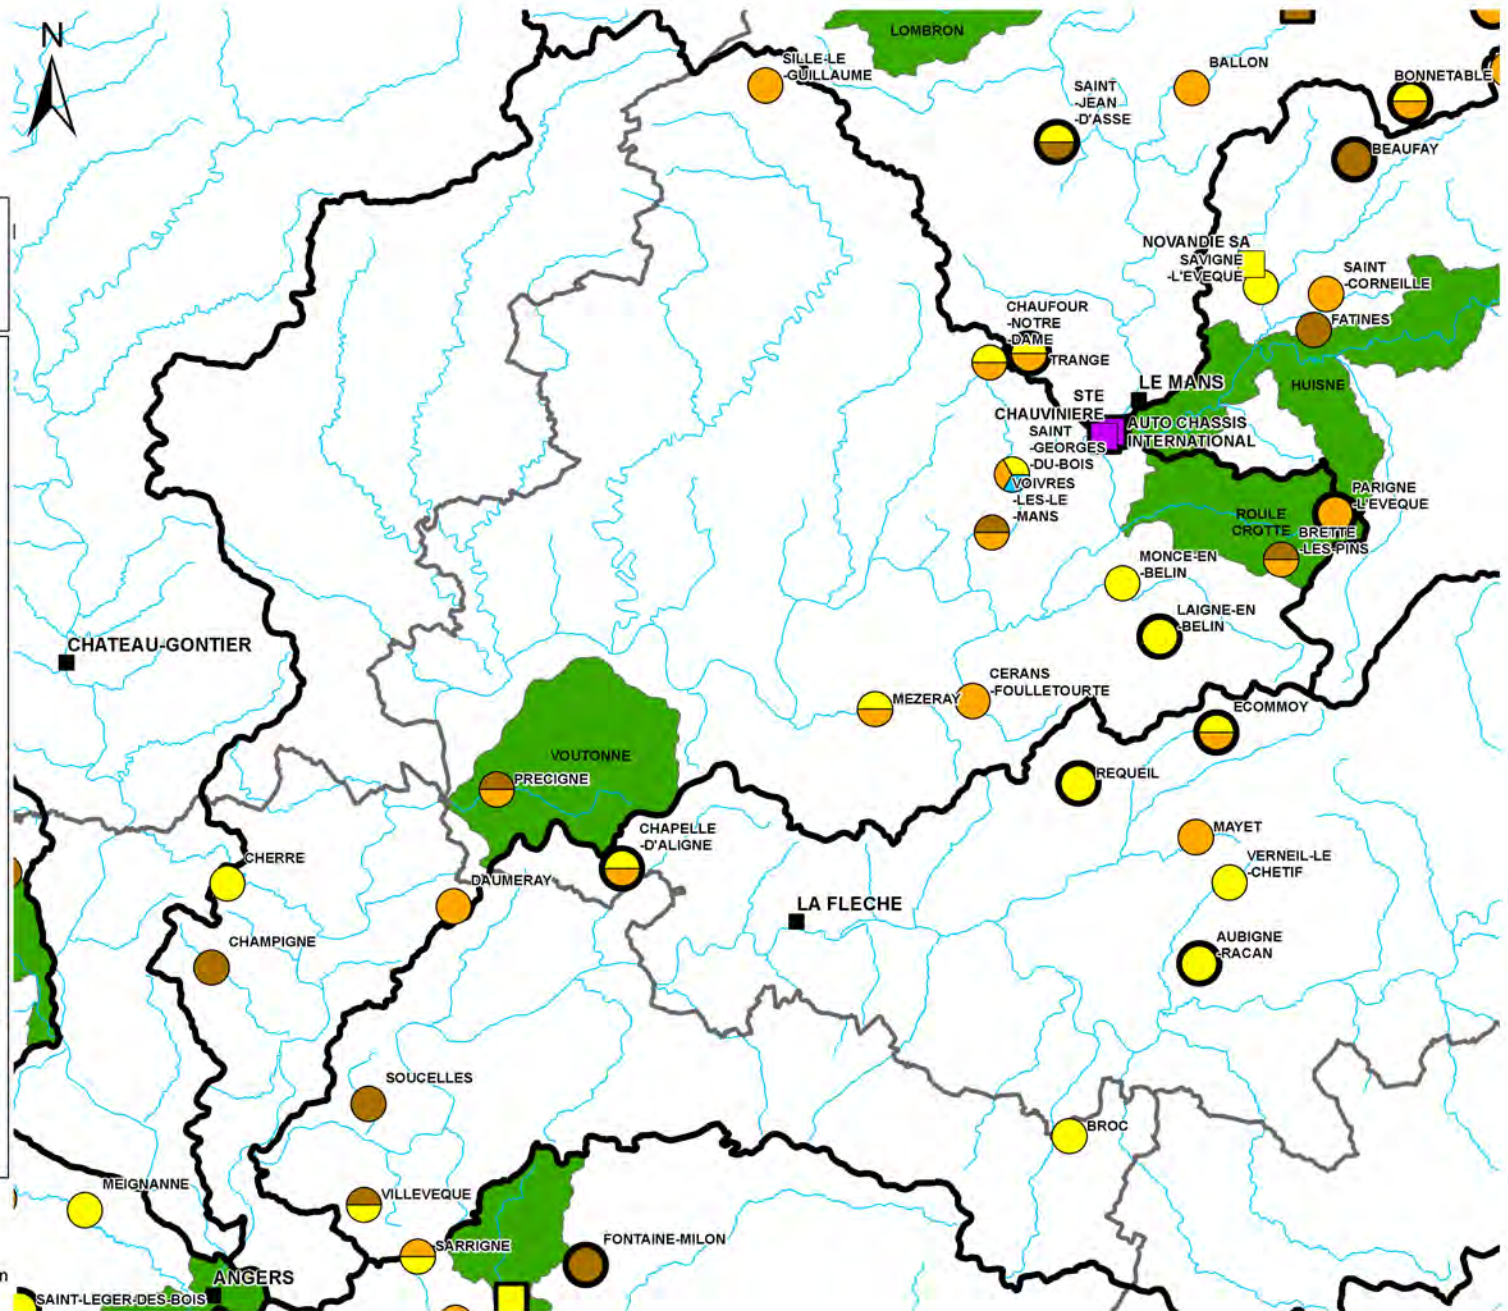 N
LOMBRON
SILLE-LE
-GUILLAUME
BALLON
BONNETABLE
SAINT
-JEAN
-D'ASSE
BEAUFAY
NOVANDIE SA
SAVIGNE
-L'EVEQUE
SAINT
-CORNEILLE
FATINES
CHAUFOUR
-NOTRE
-DAME
TRANGE
LE MANS
HUISNE
STE
CHAUVINIERE
AUTO CHASSIS
INTERNATIONAL
SAINT
-GEORGES
-DU-BOIS
VOIVRES
-LES-LE
-MANS
PARIGNE
-L'EVEQUE
ROULE
CROTTE
BRETTE
-LES-PINS
MONCE-EN
-BELIN
LAIGNE-EN
-BELIN
CHATEAU-GONTIER
CERANS
-FOULLETOURTE
MEZERAY
ECOMMOY
VOUTONNE
PRECIGNE
REQUEIL
CHAPELLE
-D'ALIGNE
MAYET
CHERRE
VERNEIL-LE
-CHETIF
DAUMERAY
LA FLECHE
CHAMPIGNE
AUBIGNE
-RACAN
SOUCELLES
BROC
MEIGNANNE
VILLEVEQUE
SARRIGNE
FONTAINE-MILON
ANGERS
SAINT-LEGER-DES-BOIS